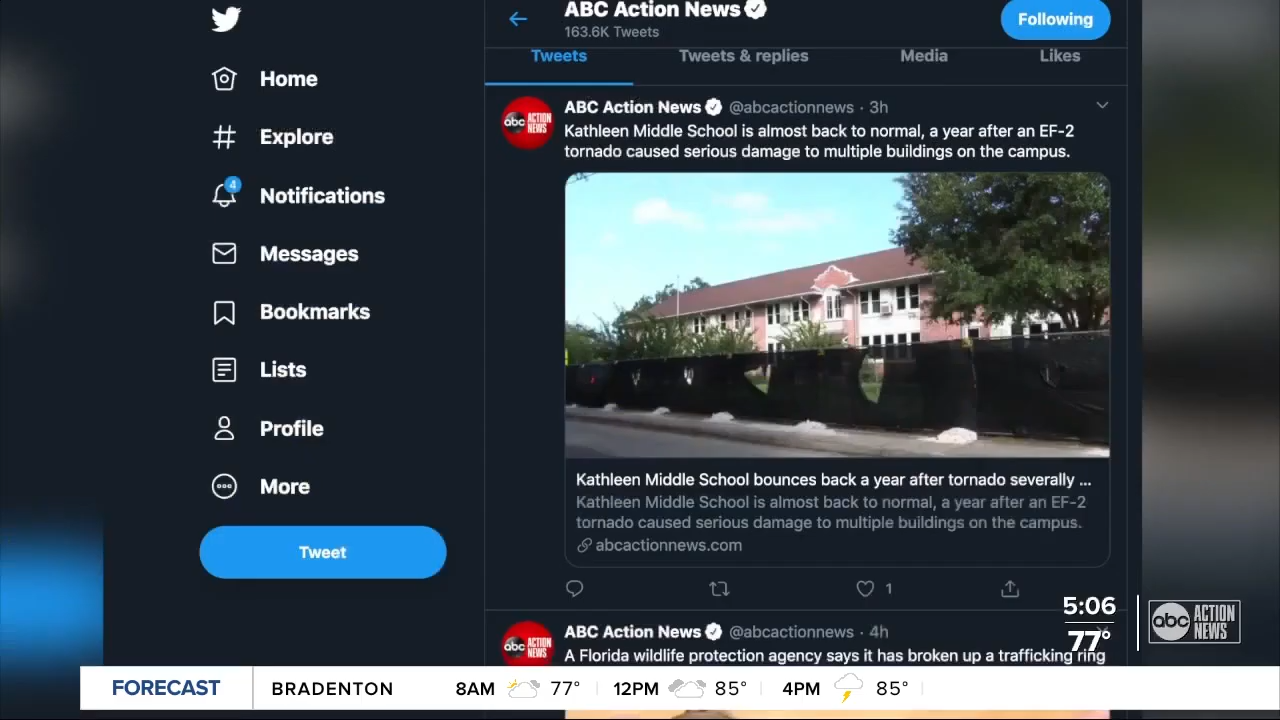 ABC Action News
163.6K Tweets
Following
Tweets
Tweets & replies
Media
Likes
Home
Explore
4
Notifications
Messages
Bookmarks
Lists
Profile
More
Tweet
abc ACTION NEWS
ABC Action News @abcactionnews · 3h
Kathleen Middle School is almost back to normal, a year after an EF-2
tornado caused serious damage to multiple buildings on the campus.
Kathleen Middle School bounces back a year after tornado severally ...
Kathleen Middle School is almost back to normal, a year after an EF-2
tornado caused serious damage to multiple buildings on the campus.
abcactionnews.com
1
abc ACTION NEWS
ABC Action News @abcactionnews · 4h
A Florida wildlife protection agency says it has broken up a trafficking ring
5:06
77°
abc ACTION NEWS
FORECAST
BRADENTON
8AM 77°
12PM 85°
4PM 85°